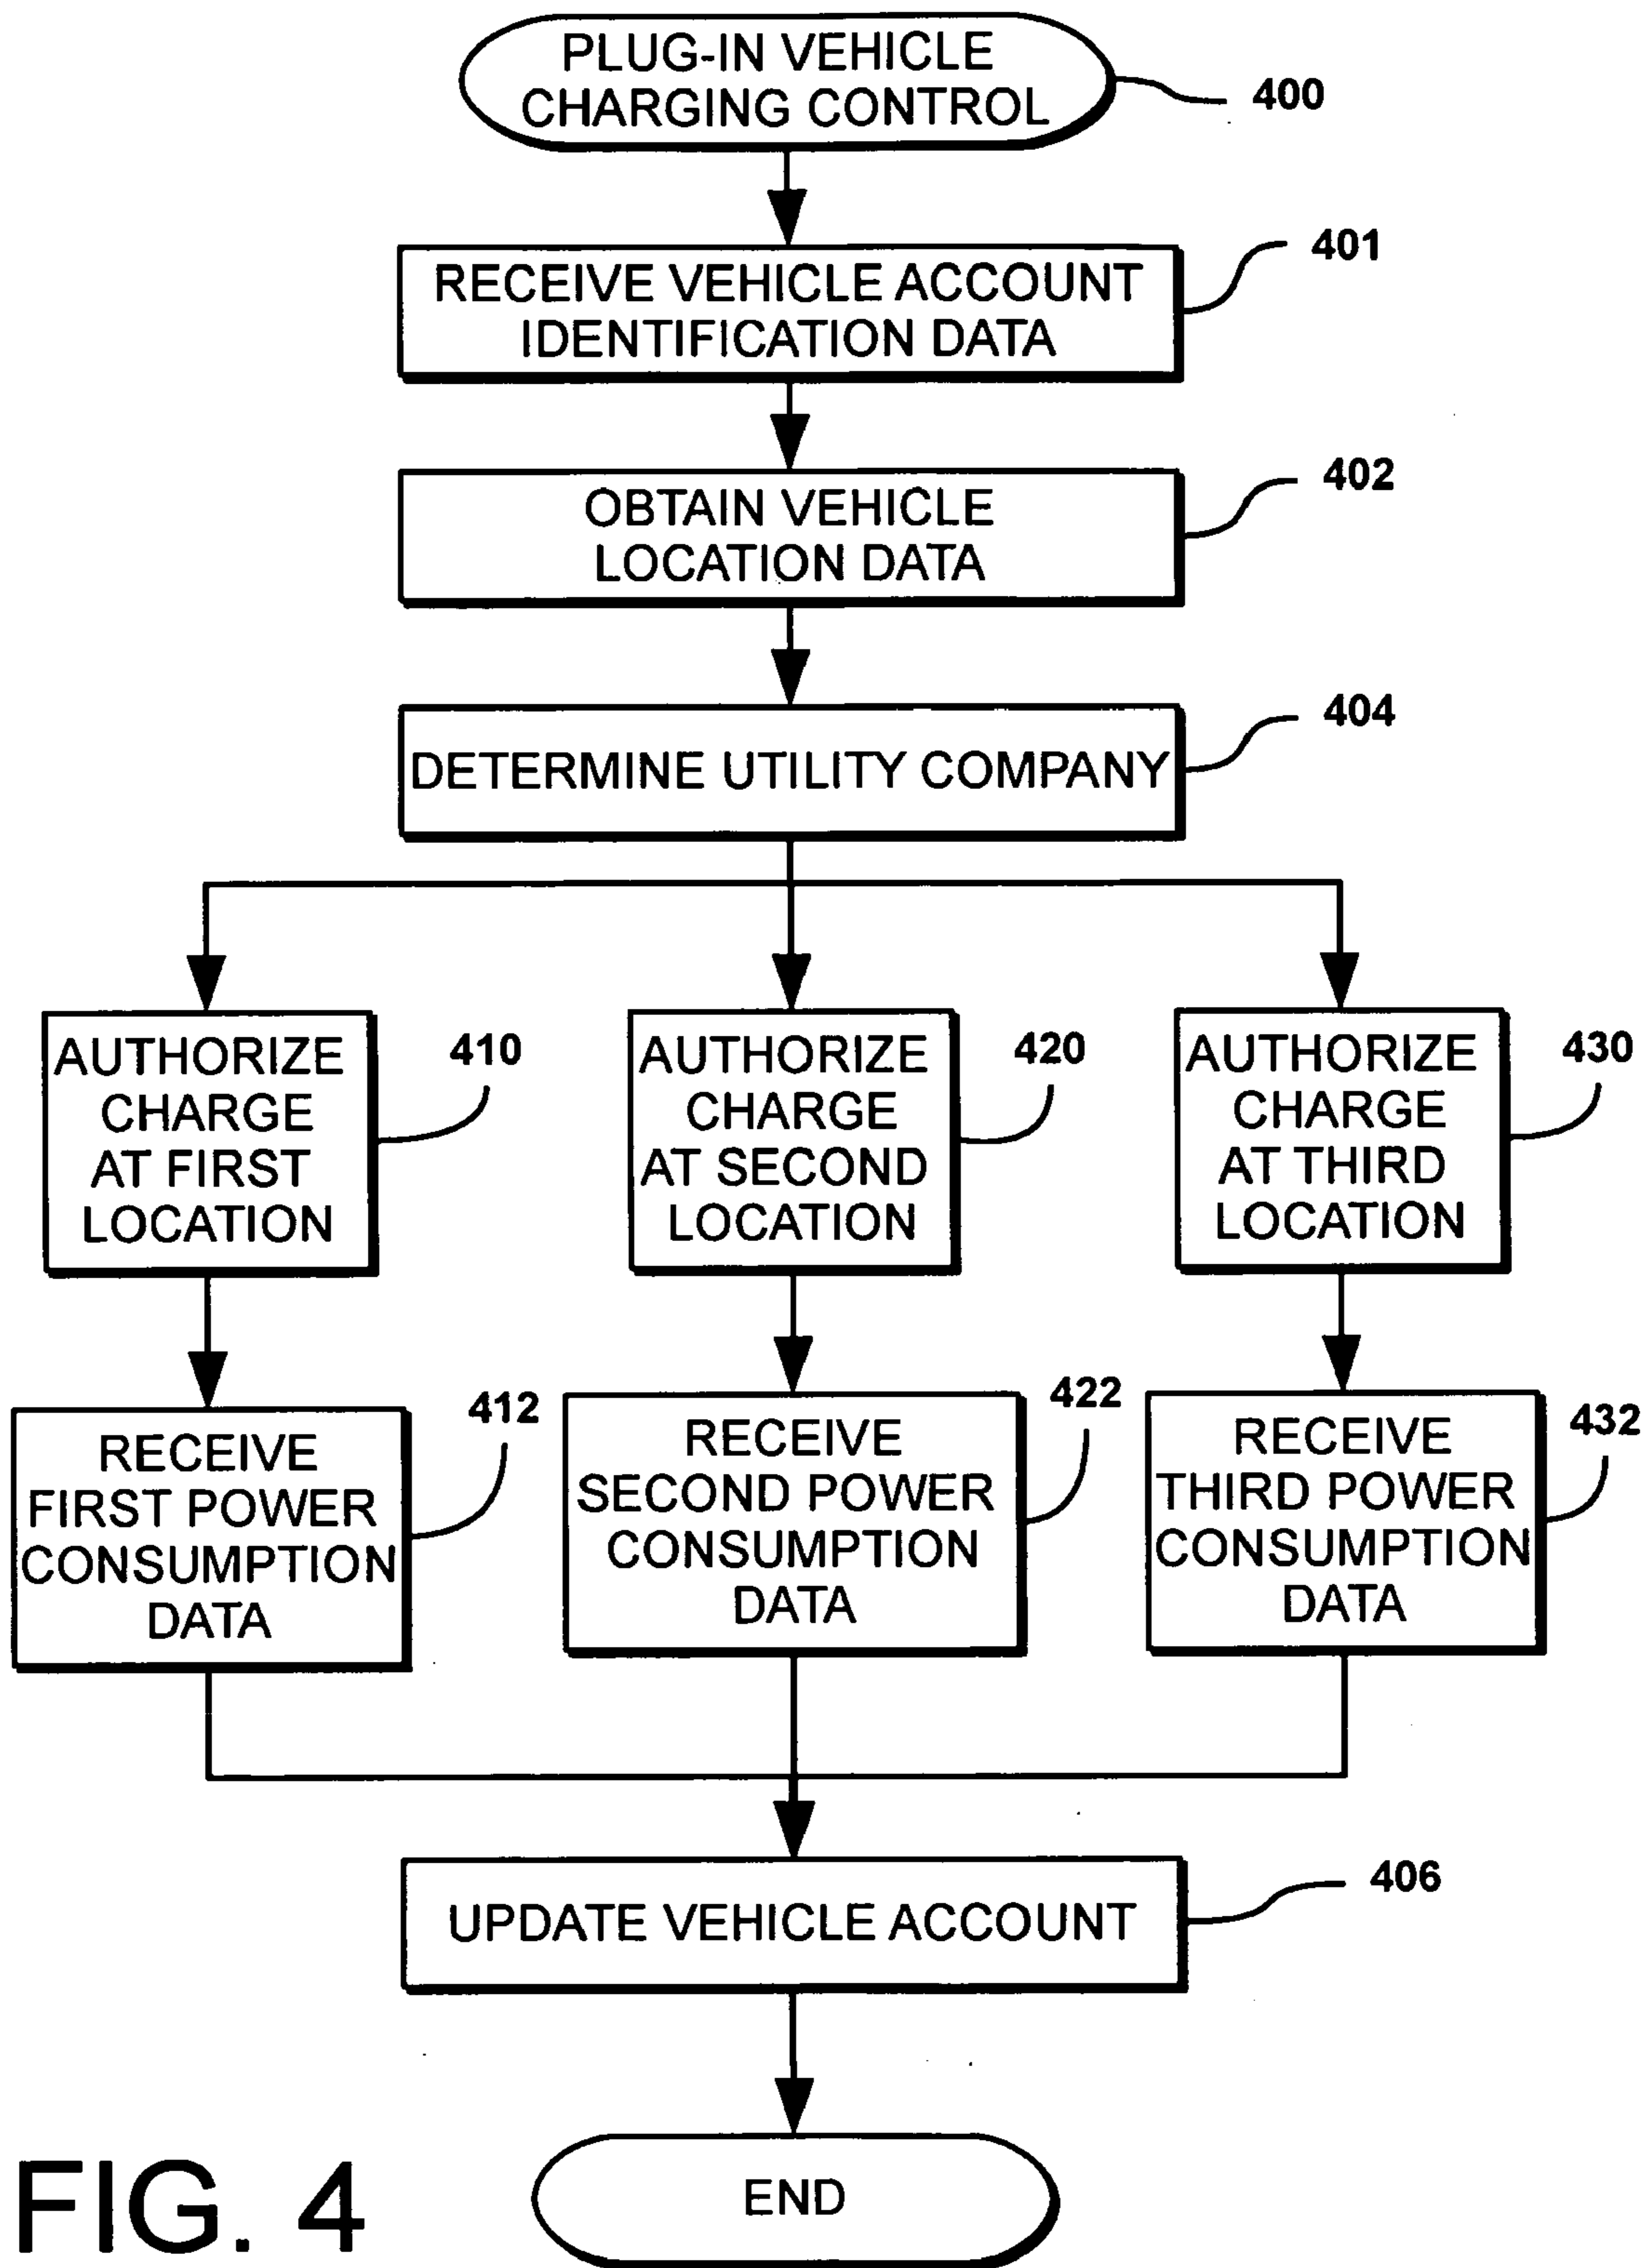 PLUG-IN VEHICLE
CHARGING CONTROL
400
RECEIVE VEHICLE ACCOUNT
IDENTIFICATION DATA
401
OBTAIN VEHICLE
LOCATION DATA
402
DETERMINE UTILITY COMPANY
404
AUTHORIZE
CHARGE
AT FIRST
LOCATION
410
AUTHORIZE
CHARGE
AT SECOND
LOCATION
420
AUTHORIZE
CHARGE
AT THIRD
LOCATION
430
RECEIVE
FIRST POWER
CONSUMPTION
DATA
412
RECEIVE
SECOND POWER
CONSUMPTION
DATA
422
RECEIVE
THIRD POWER
CONSUMPTION
DATA
432
UPDATE VEHICLE ACCOUNT
406
END
FIG. 4